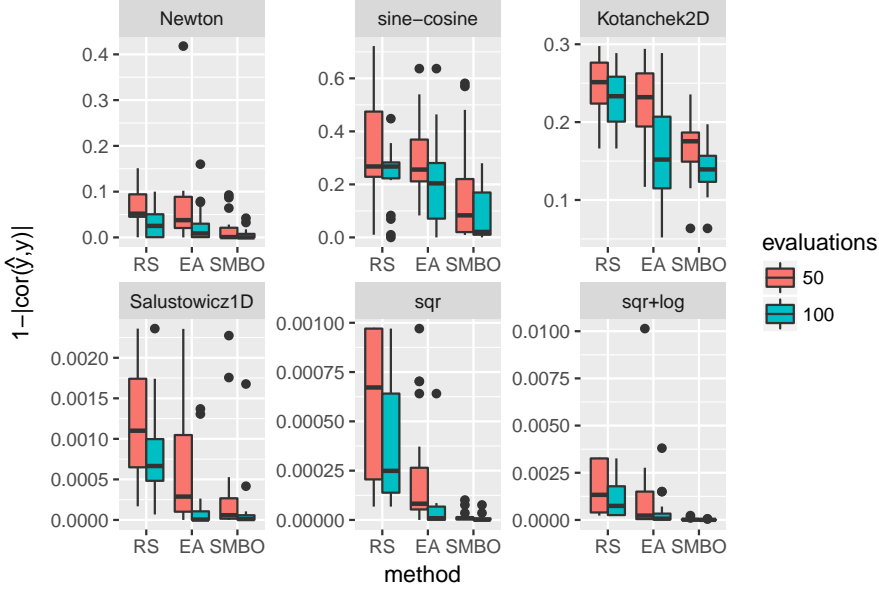 Newton
sine−cosine
Kotanchek2D
0.4
0.3
0.2
0.1
0.0
0.6
0.4
0.2
0.0
0.3
0.2
0.1
RS EA SMBO
RS EA SMBO
RS EA SMBO
Salustowicz1D
sqr
sqr+log
0.0020
0.0015
0.0010
0.0005
0.0000
0.00100
0.00075
0.00050
0.00025
0.00000
0.0100
0.0075
0.0050
0.0025
0.0000
RS EA SMBO
RS EA SMBO
RS EA SMBO
method
1−|cor(ŷ,y)|
evaluations
50
100